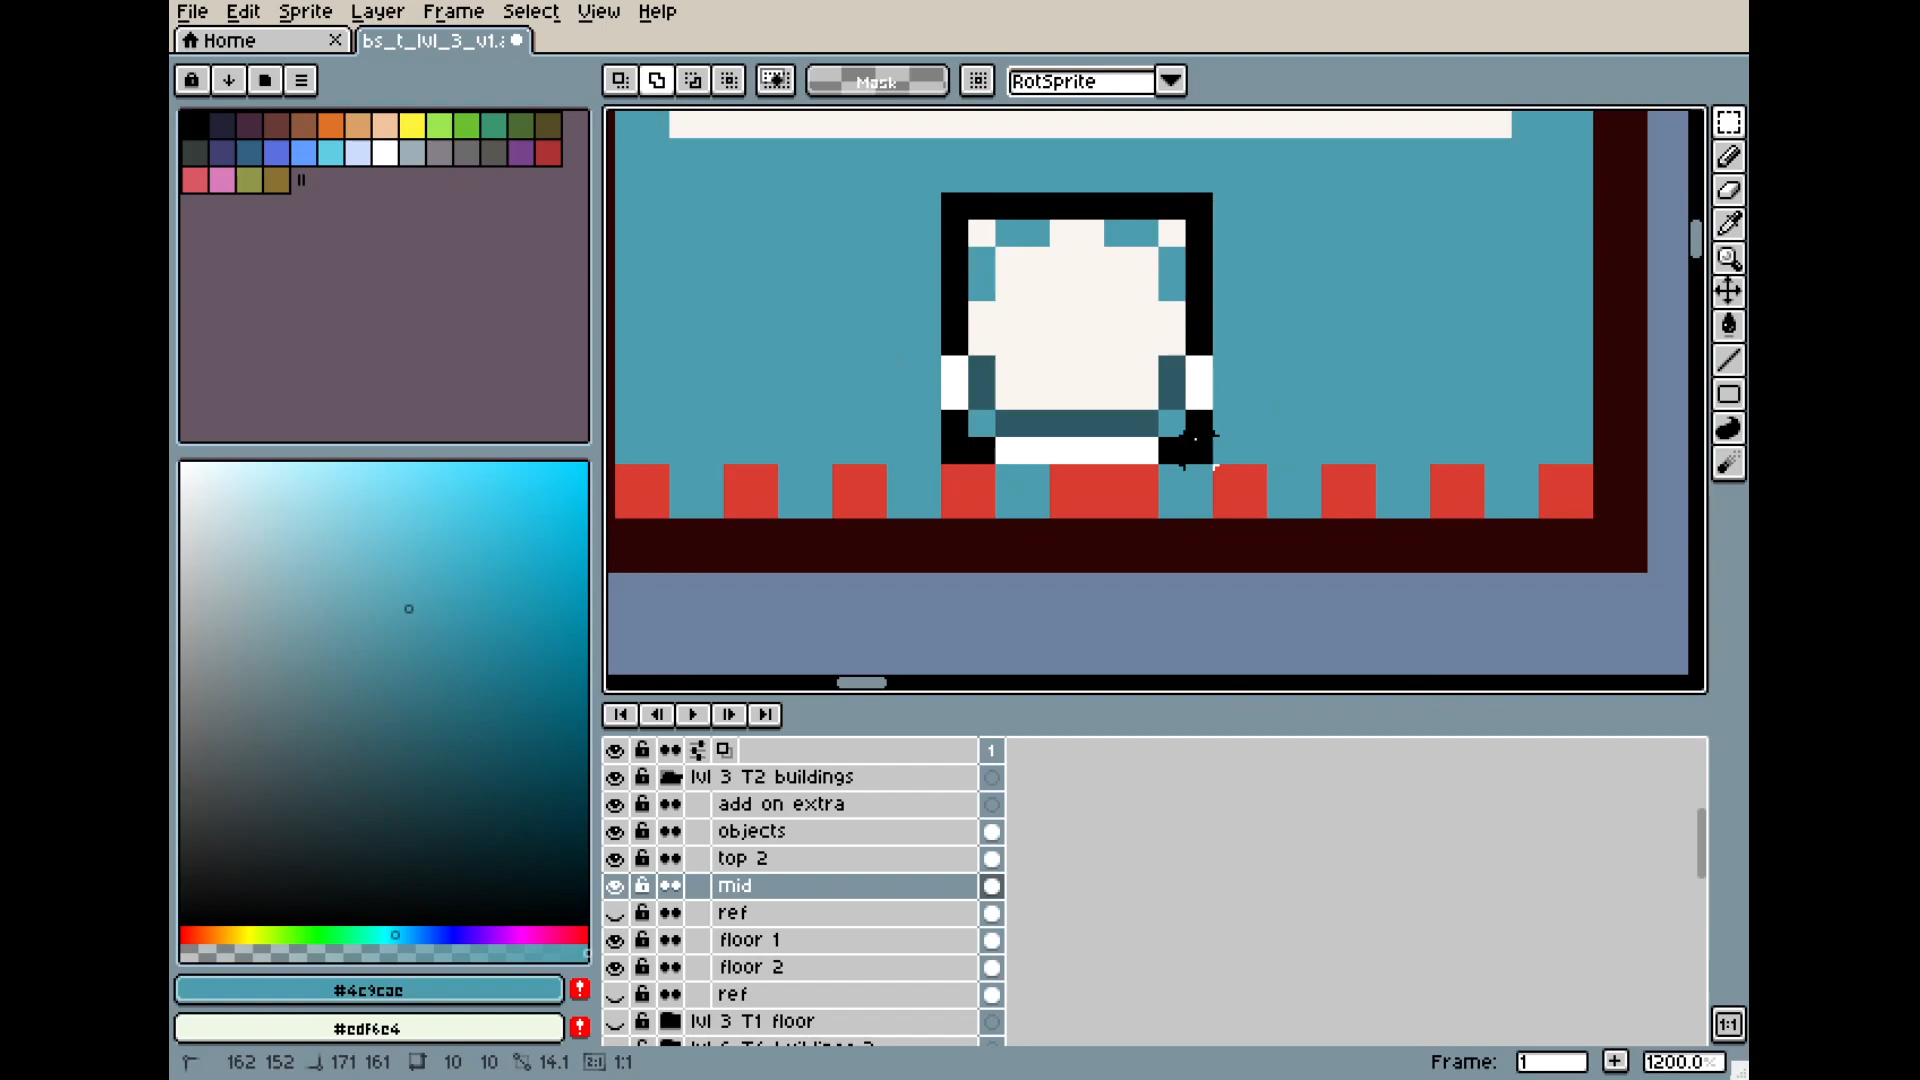 File Edit Sprite Layer Frame Select View Help
Home bs_t_lvl_3_v1.
Mask RotSprite
1
lvl 3 T2 buildings
add on extra
objects
top 2
mid
ref
floor 1
floor 2
ref
lvl 3 T1 floor
#4c9cae
#edf6e4
1:1
162 152 171 161 10 10 14.1 1:1
Frame: 1 1200.0